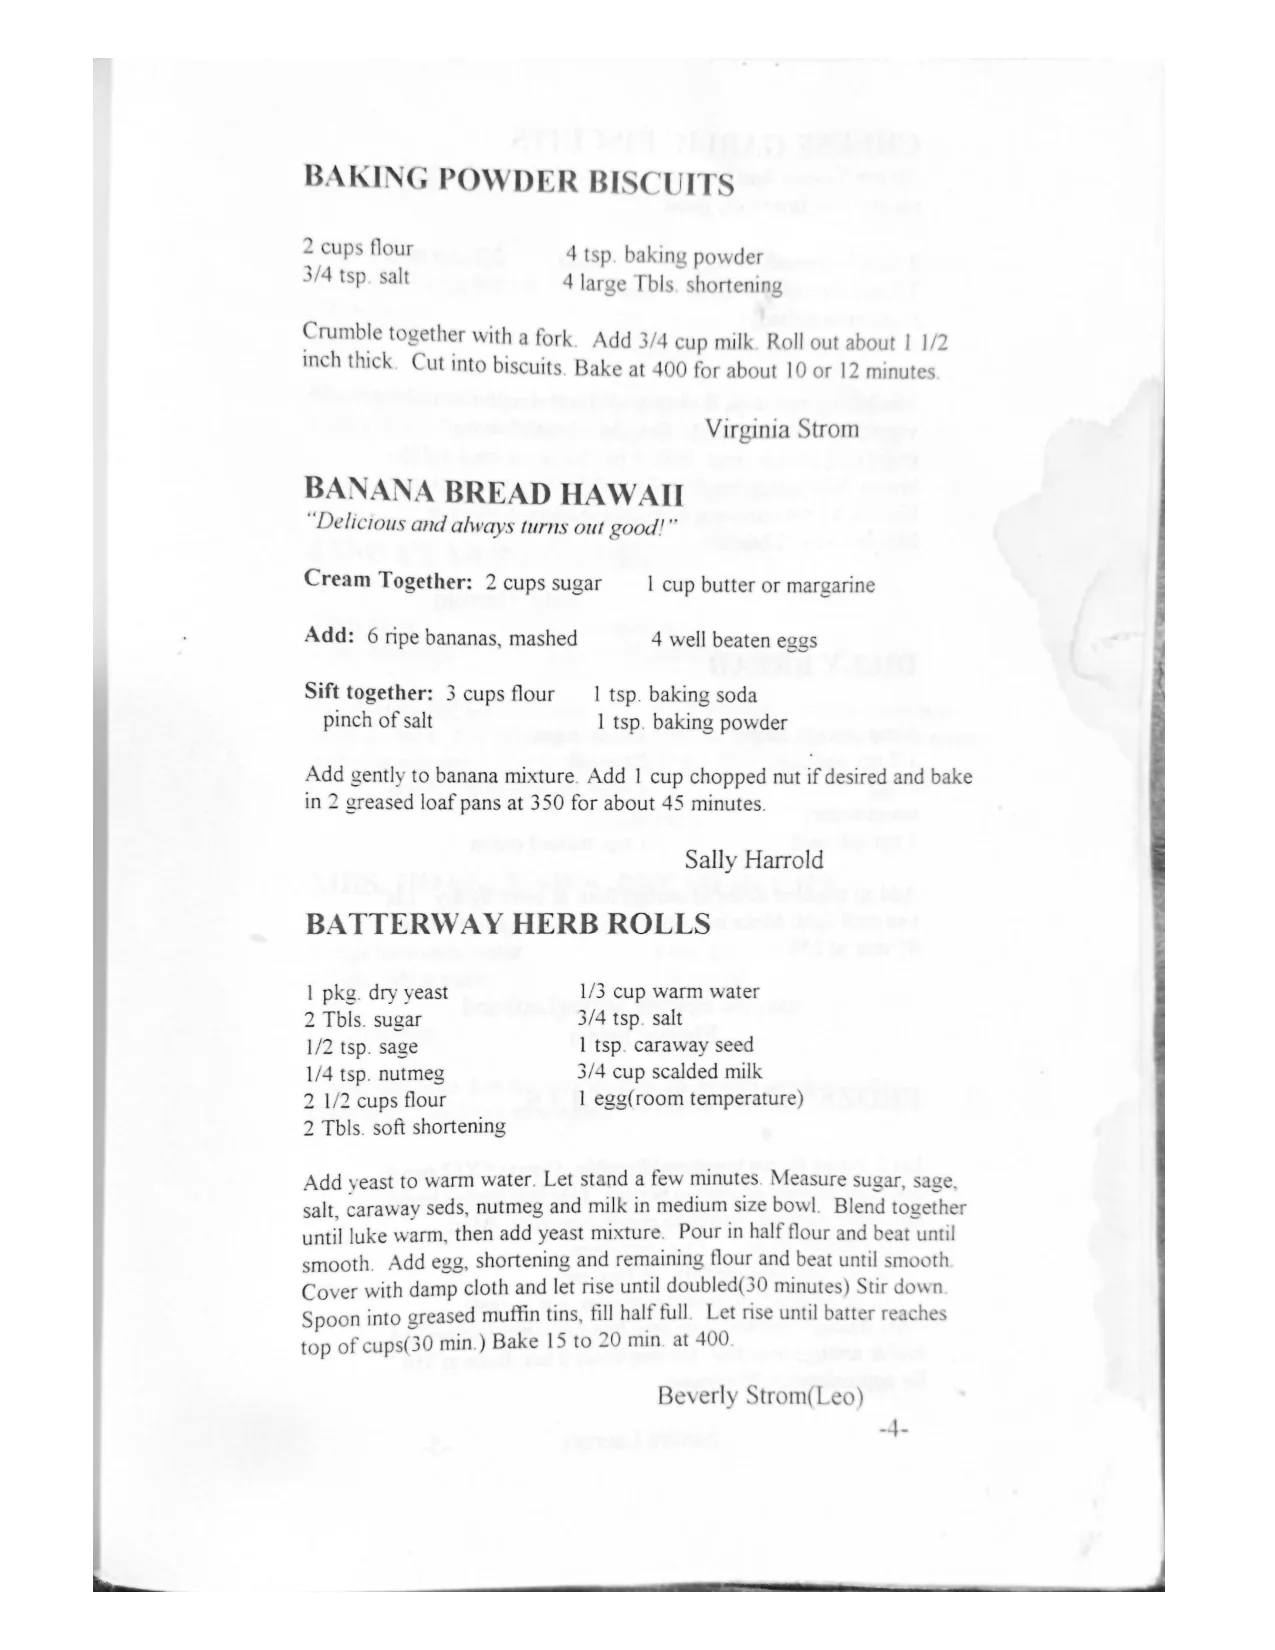 BAKING POWDER BISCUITS
2 cups flour 4 tsp. baking powder
3/4 tsp. salt 4 large Tbls. shortening
Crumble together with a fork. Add 3/4 cup milk. Roll out about 1 1/2
inch thick. Cut into biscuits. Bake at 400 for about 10 or 12 minutes.
Virginia Strom
BANANA BREAD HAWAII
"Delicious and always turns out good!"
Cream Together: 2 cups sugar 1 cup butter or margarine
Add: 6 ripe bananas, mashed 4 well beaten eggs
Sift together: 3 cups flour 1 tsp. baking soda
pinch of salt 1 tsp. baking powder
Add gently to banana mixture. Add 1 cup chopped nut if desired and bake
in 2 greased loaf pans at 350 for about 45 minutes.
Sally Harrold
BATTERWAY HERB ROLLS
1 pkg. dry yeast 1/3 cup warm water
2 Tbls. sugar 3/4 tsp. salt
1/2 tsp. sage 1 tsp. caraway seed
1/4 tsp. nutmeg 3/4 cup scalded milk
2 1/2 cups flour 1 egg(room temperature)
2 Tbls. soft shortening
Add yeast to warm water. Let stand a few minutes. Measure sugar, sage,
salt, caraway seds, nutmeg and milk in medium size bowl. Blend together
until luke warm, then add yeast mixture. Pour in half flour and beat until
smooth. Add egg, shortening and remaining flour and beat until smooth.
Cover with damp cloth and let rise until doubled(30 minutes) Stir down.
Spoon into greased muffin tins, fill half full. Let rise until batter reaches
top of cups(30 min.) Bake 15 to 20 min. at 400.
Beverly Strom(Leo)
-4-